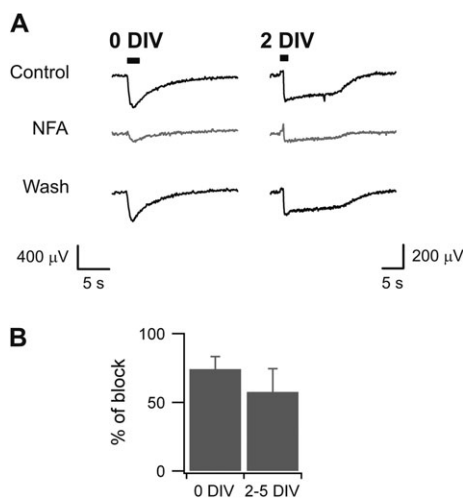 A
0 DIV 2 DIV
Control
NFA
Wash
400 μV 200 μV
5 s 5 s
B
100
50
0
% of block
0 DIV 2-5 DIV